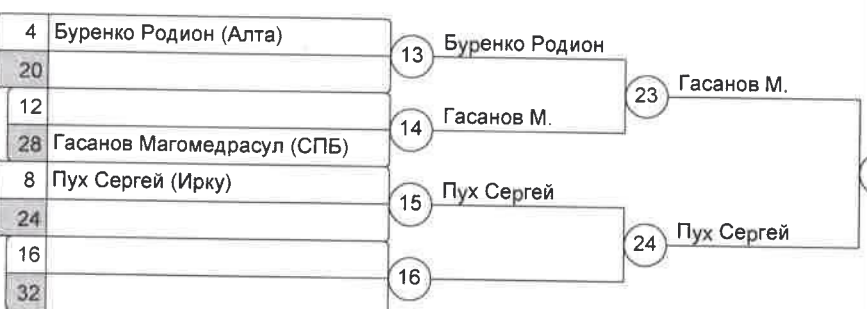 4 Буренко Родион (Алта)
20
12
28 Гасанов Магомедрасул (СПБ)
8 Пух Сергей (Ирку)
24
16
32
13 Буренко Родион
14 Гасанов М.
15 Пух Сергей
16
23 Гасанов М.
24 Пух Сергей